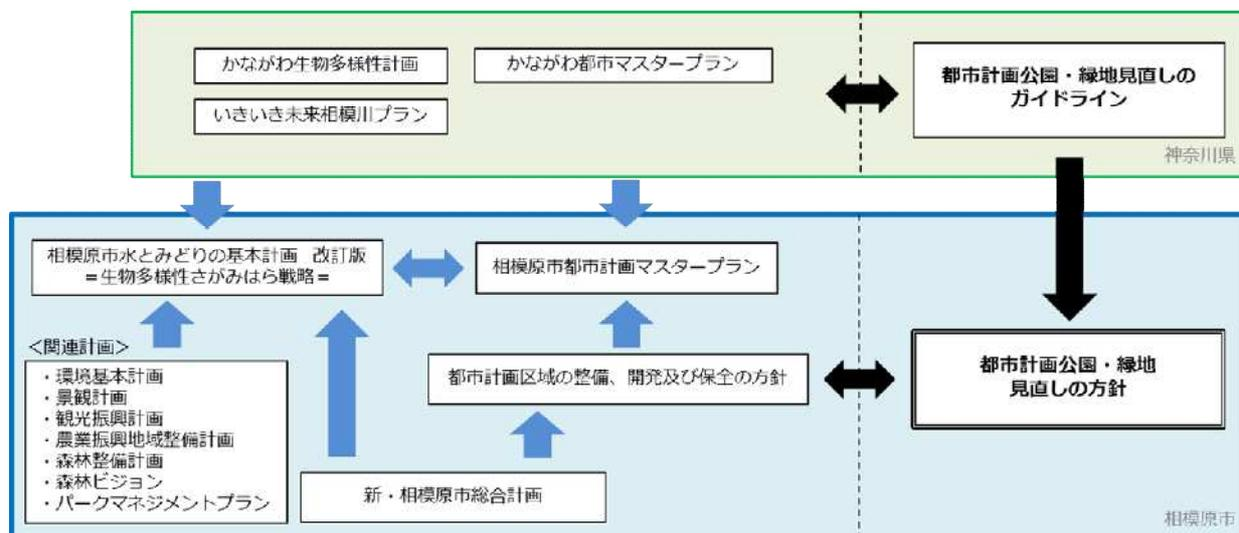 かながわ生物多様性計画
かながわ都市マスタープラン
いきいき未来相模川プラン
都市計画公園・緑地見直しの
ガイドライン
神奈川県
相模原市水とみどりの基本計画　改訂版
＝生物多様性さがみはら戦略＝
相模原市都市計画マスタープラン
＜関連計画＞
・環境基本計画
・景観計画
・観光振興計画
・農業振興地域整備計画
・森林整備計画
・森林ビジョン
・パークマネジメントプラン
都市計画区域の整備、開発及び保全の方針
新・相模原市総合計画
都市計画公園・緑地
見直しの方針
相模原市